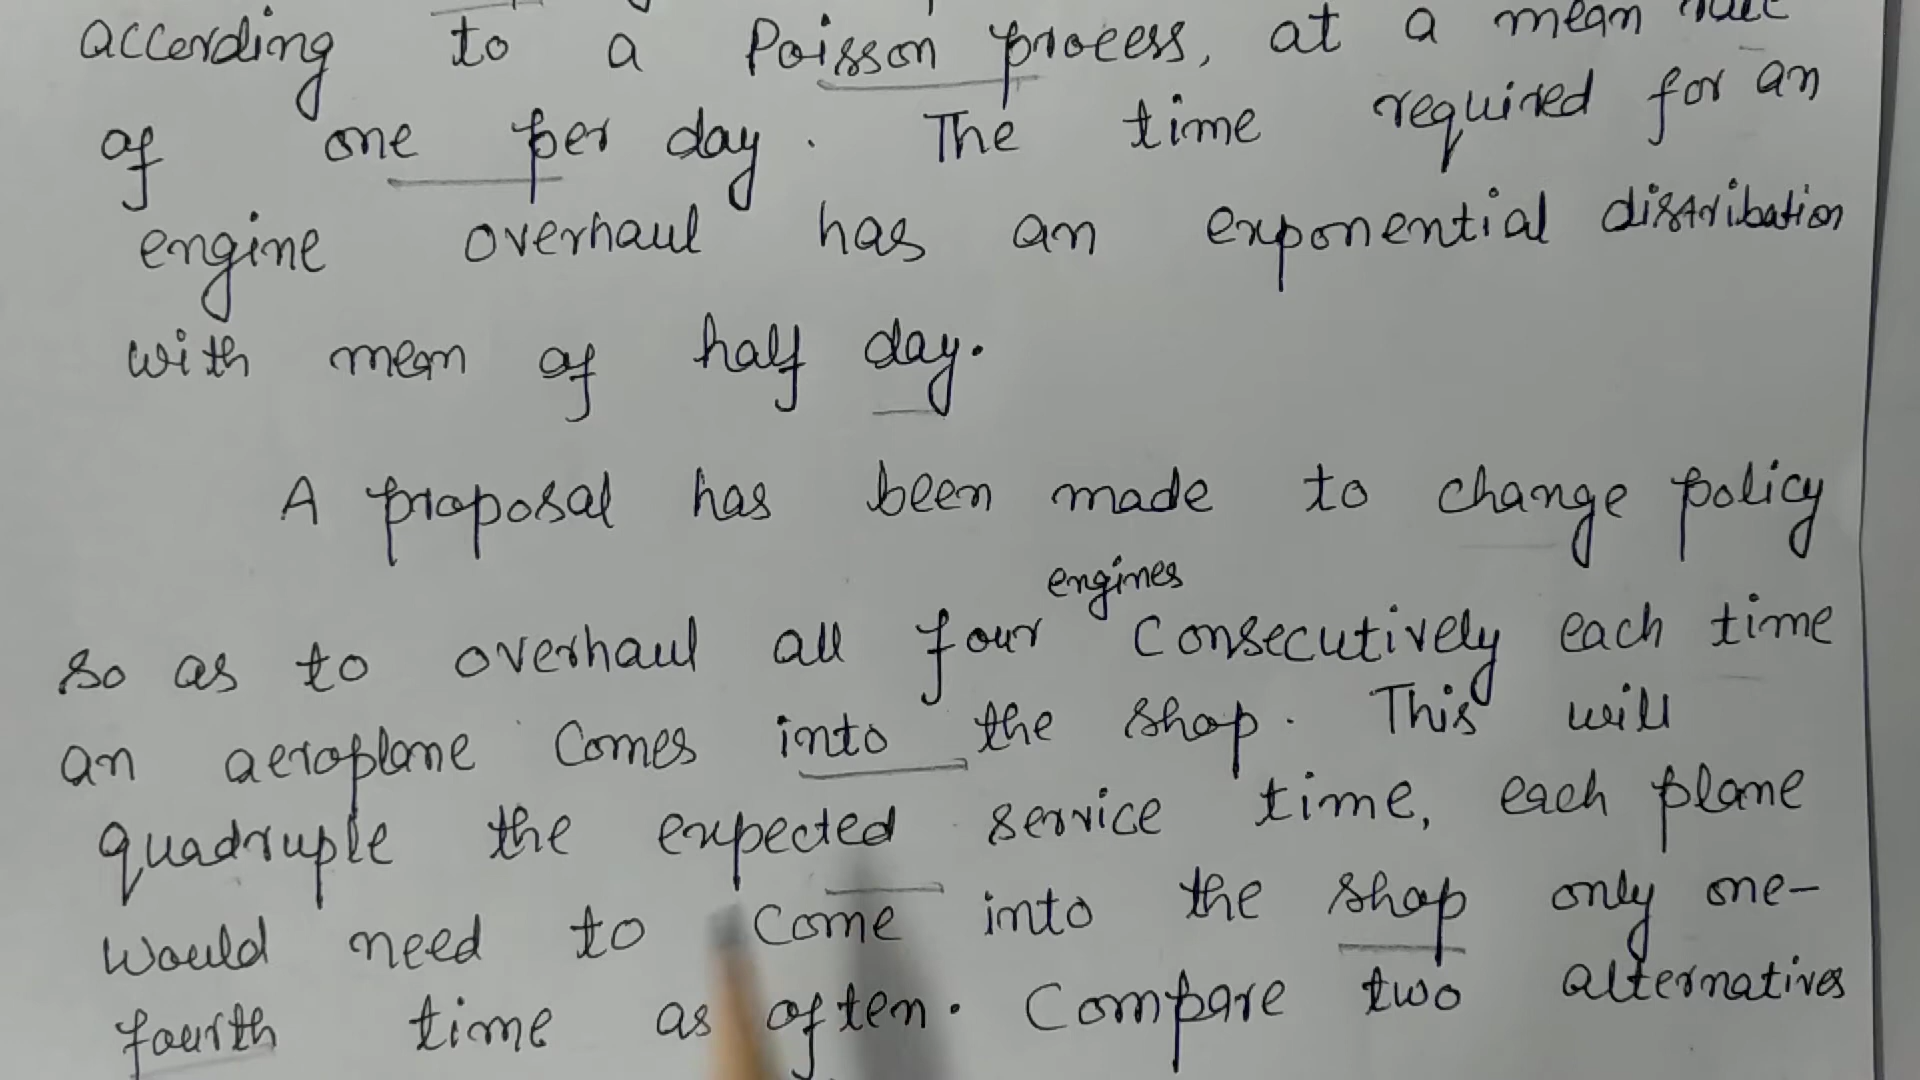 according to a Poisson process, at a mean rate
of one per day. The time required for an
engine overhaul has an exponential distribution
with mean of half day.
A proposal has been made to change policy
engines
so as to overhaul all four consecutively each time
an aeroplane comes into the shop. This will
quadruple the expected service time, each plane
would need to come into the shop only one-
fourth time as often. Compare two alternatives